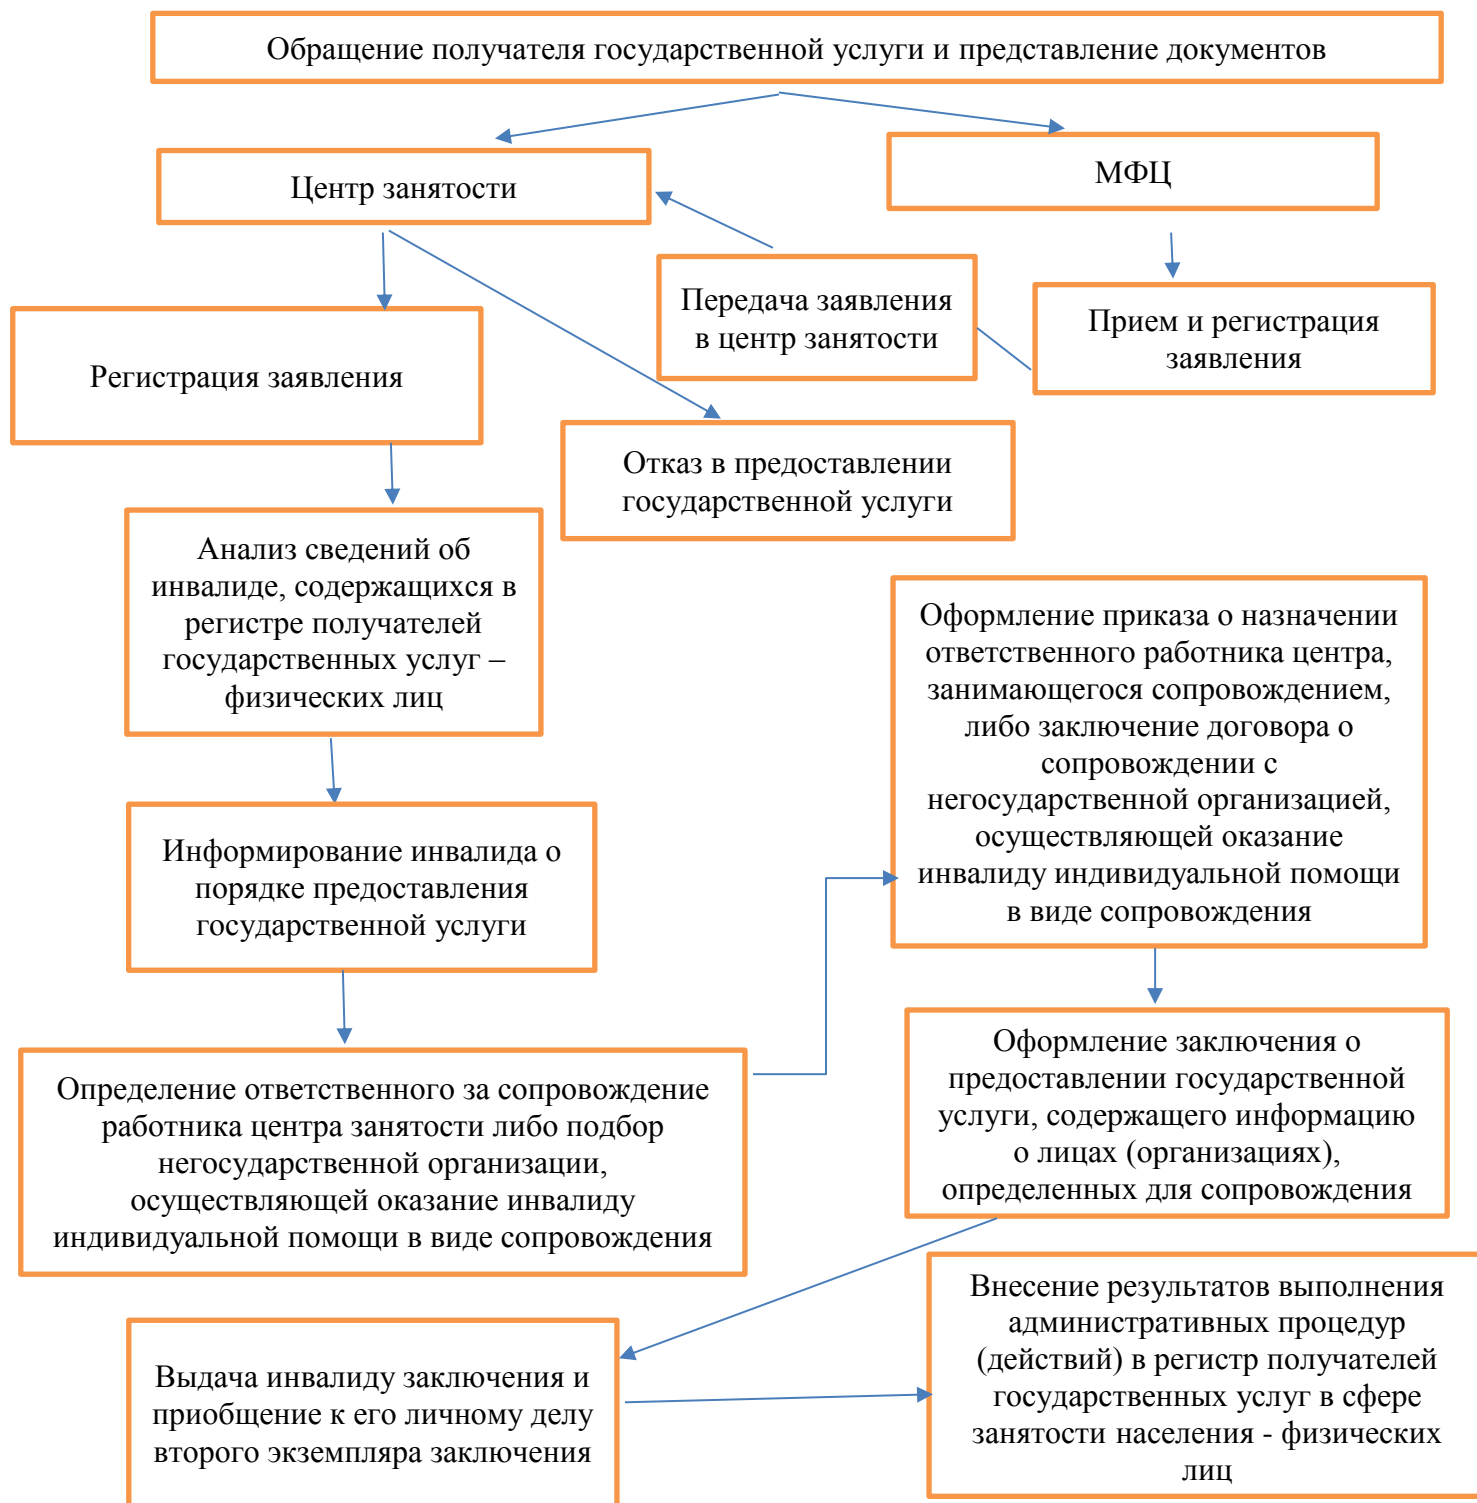 Обращение получателя государственной услуги и представление документов
Центр занятости
МФЦ
Передача заявления
в центр занятости
Прием и регистрация
заявления
Регистрация заявления
Отказ в предоставлении
государственной услуги
Анализ сведений об
инвалиде, содержащихся в
регистре получателей
государственных услуг –
физических лиц
Информирование инвалида о
порядке предоставления
государственной услуги
Определение ответственного за сопровождение
работника центра занятости либо подбор
негосударственной организации,
осуществляющей оказание инвалиду
индивидуальной помощи в виде сопровождения
Оформление приказа о назначении
ответственного работника центра,
занимающегося сопровождением,
либо заключение договора о
сопровождении с
негосударственной организацией,
осуществляющей оказание
инвалиду индивидуальной помощи
в виде сопровождения
Оформление заключения о
предоставлении государственной
услуги, содержащего информацию
о лицах (организациях),
определенных для сопровождения
Выдача инвалиду заключения и
приобщение к его личному делу
второго экземпляра заключения
Внесение результатов выполнения
административных процедур
(действий) в регистр получателей
государственных услуг в сфере
занятости населения - физических
лиц